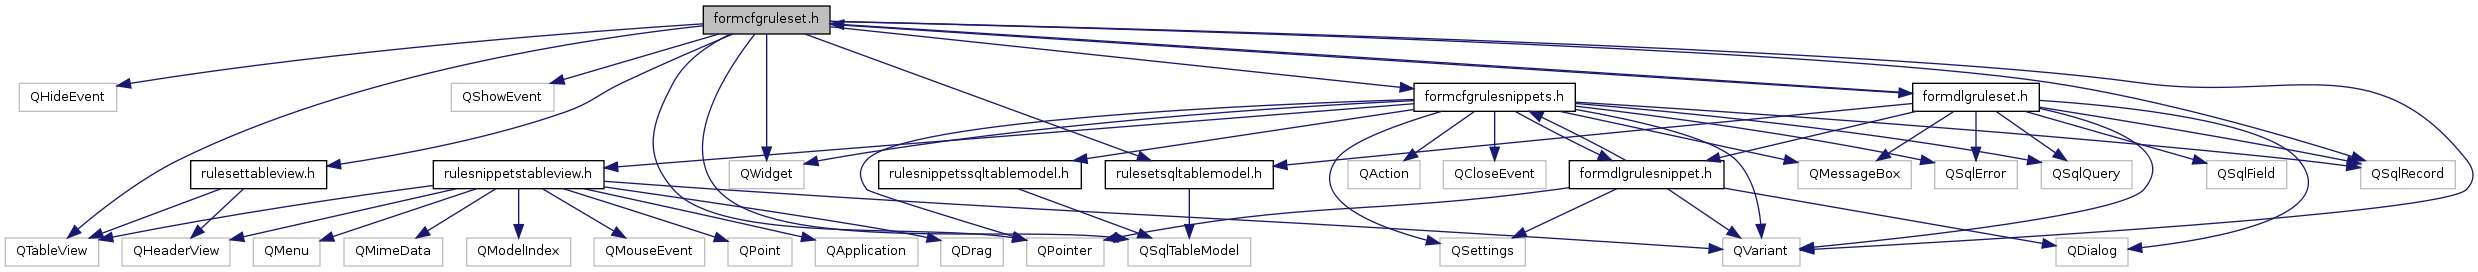 formcfgruleset.h
QHideEvent
QShowEvent
formcfgrulesnippets.h
formdlgruleset.h
rulesettableview.h
rulesnippetstableview.h
QWidget
rulesnippetssqltablemodel.h
rulesetsqltablemodel.h
QAction
QCloseEvent
formdlgrulesnippet.h
QMessageBox
QSqlError
QSqlQuery
QSqlField
QSqlRecord
QTableView
QHeaderView
QMenu
QMimeData
QModelIndex
QMouseEvent
QPoint
QApplication
QDrag
QPointer
QSqlTableModel
QSettings
QVariant
QDialog